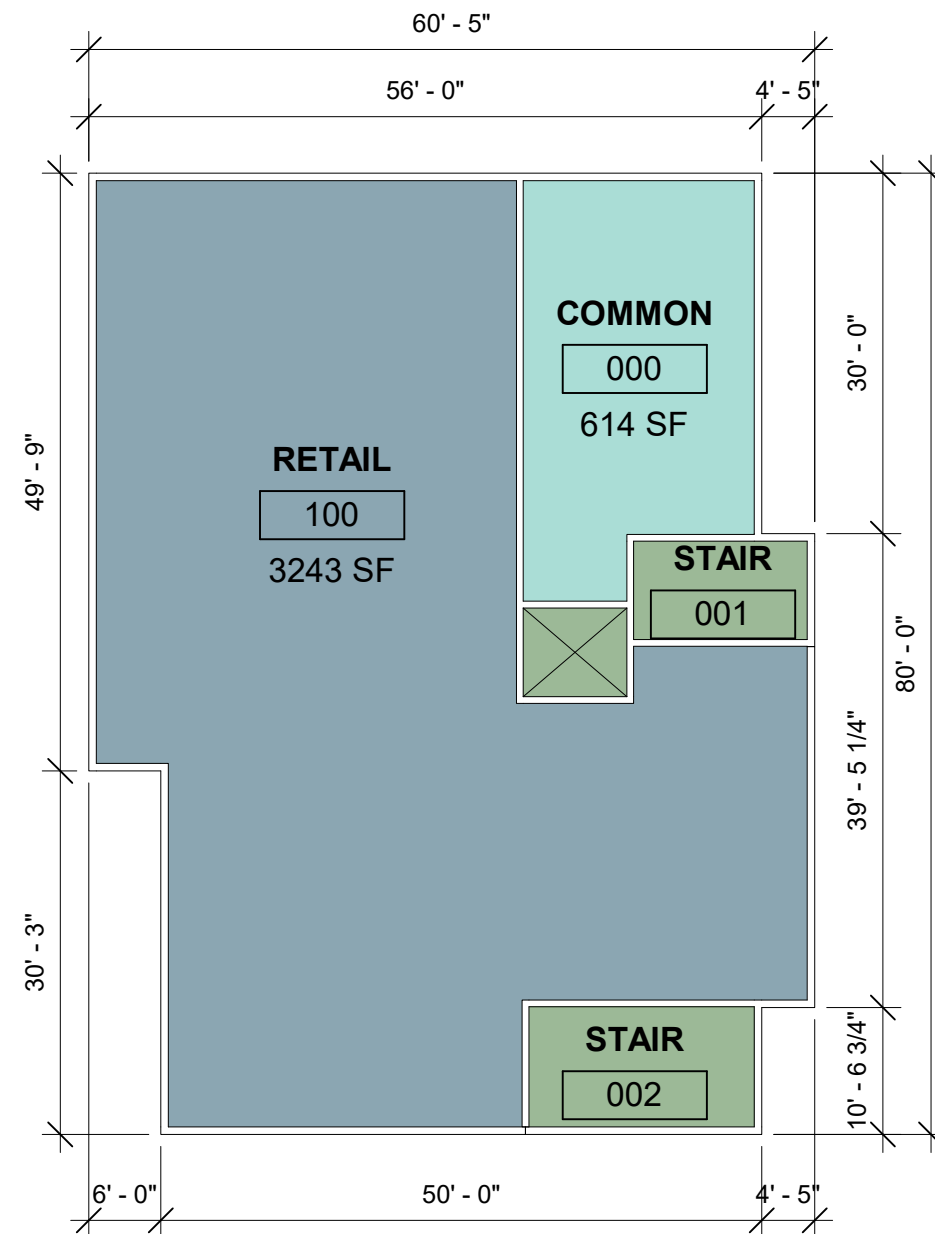 60' - 5"
56' - 0"
4' - 5"
COMMON
000
614 SF
30' - 0"
RETAIL
100
3243 SF
49' - 9"
STAIR
001
80' - 0"
39' - 5 1/4"
30' - 3"
STAIR
002
10' - 6 3/4"
6' - 0"
50' - 0"
4' - 5"